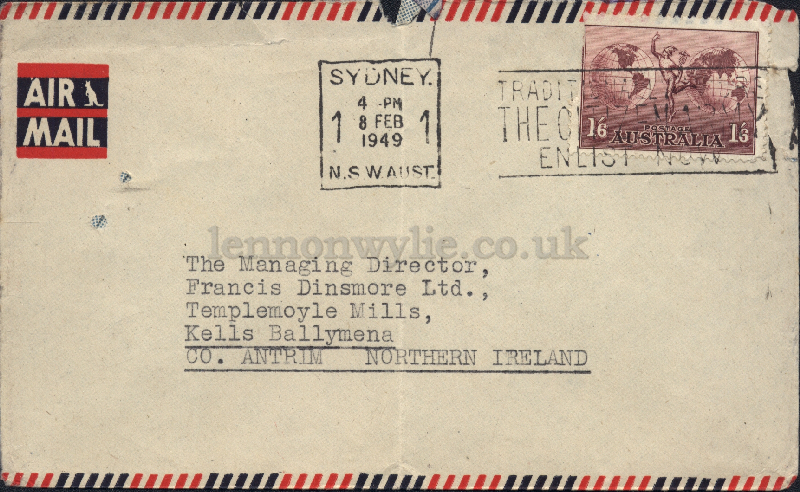 AIR
MAIL
SYDNEY.
4 -PM
1 8 FEB 1
1949
N.S.W. AUST.
TRADIT
THE
ENLIST NOW
POSTAGE
1/6 AUSTRALIA 1/6
lennonwylie.co.uk
The Managing Director,
Francis Dinsmore Ltd.,
Templemoyle Mills,
Kells Ballymena
CO. ANTRIM NORTHERN IRELAND